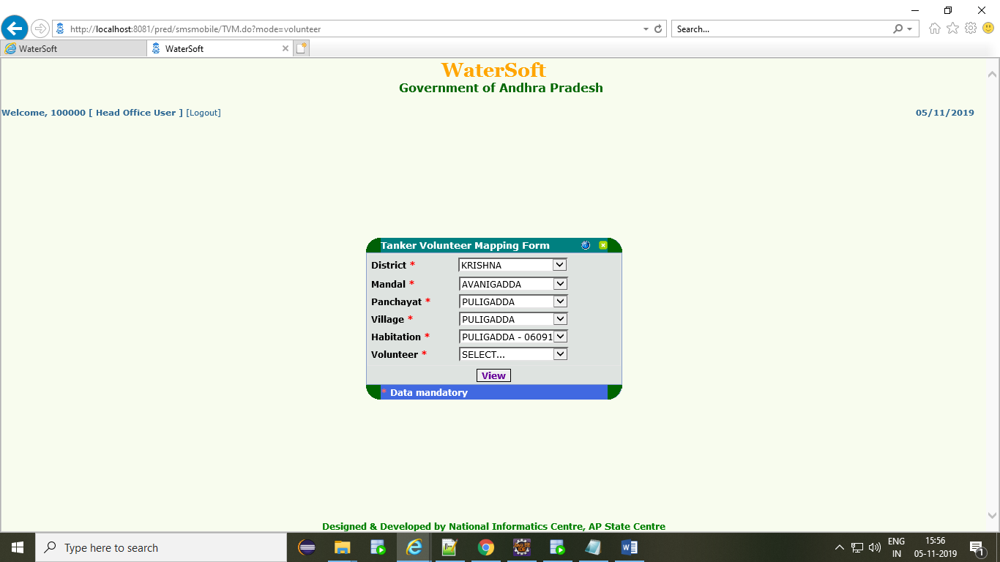 http://localhost:8081/pred/smsmobile/TVM.do?mode=volunteer
Search...
WaterSoft
WaterSoft
WaterSoft
Government of Andhra Pradesh
Welcome, 100000 [ Head Office User ] [Logout]
05/11/2019
Tanker Volunteer Mapping Form
District * KRISHNA
Mandal * AVANIGADDA
Panchayat * PULIGADDA
Village * PULIGADDA
Habitation * PULIGADDA - 06091
Volunteer * SELECT...
View
* Data mandatory
Designed & Developed by National Informatics Centre, AP State Centre
Type here to search
ENG
IN
15:56
05-11-2019
1